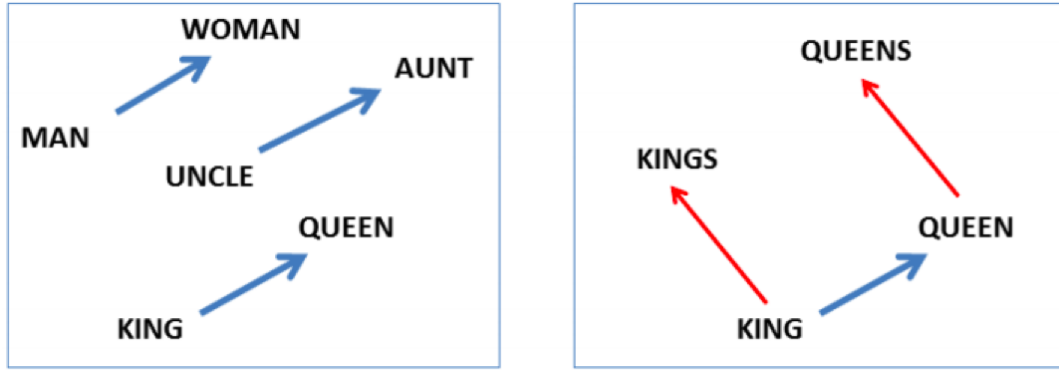 WOMAN
AUNT
MAN
UNCLE
QUEEN
KING
QUEENS
KINGS
QUEEN
KING